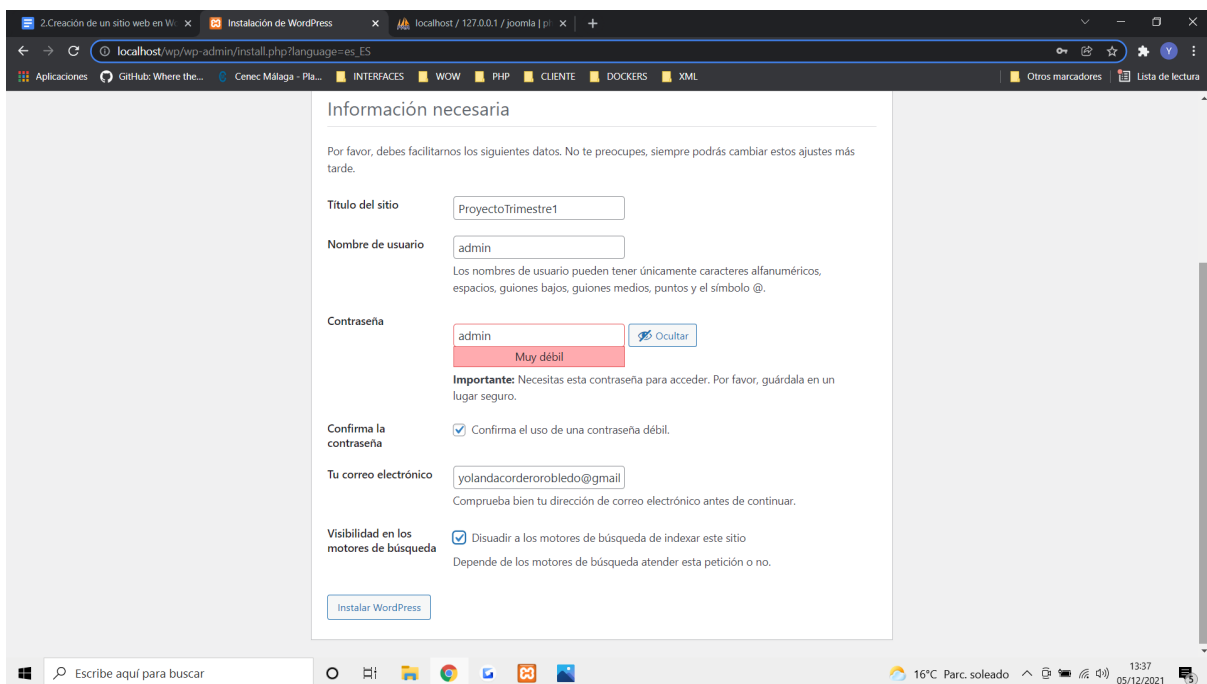 2.Creación de un sitio web en Wo
Instalación de WordPress
localhost / 127.0.0.1 / joomla | ph
localhost/wp/wp-admin/install.php?language=es_ES
Y
Aplicaciones
GitHub: Where the...
Cenec Málaga - Pla...
INTERFACES
WOW
PHP
CLIENTE
DOCKERS
XML
Otros marcadores
Lista de lectura
Información necesaria
Por favor, debes facilitarnos los siguientes datos. No te preocupes, siempre podrás cambiar estos ajustes más
tarde.
Título del sitio
ProyectoTrimestre1
Nombre de usuario
admin
Los nombres de usuario pueden tener únicamente caracteres alfanuméricos,
espacios, guiones bajos, guiones medios, puntos y el símbolo @.
Contraseña
admin
Ocultar
Muy débil
Importante: Necesitas esta contraseña para acceder. Por favor, guárdala en un
lugar seguro.
Confirma la
contraseña
Confirma el uso de una contraseña débil.
Tu correo electrónico
yolandacorderorobledo@gmail
Comprueba bien tu dirección de correo electrónico antes de continuar.
Visibilidad en los
motores de búsqueda
Disuadir a los motores de búsqueda de indexar este sitio
Depende de los motores de búsqueda atender esta petición o no.
Instalar WordPress
Escribe aquí para buscar
16°C Parc. soleado
13:37
05/12/2021
5